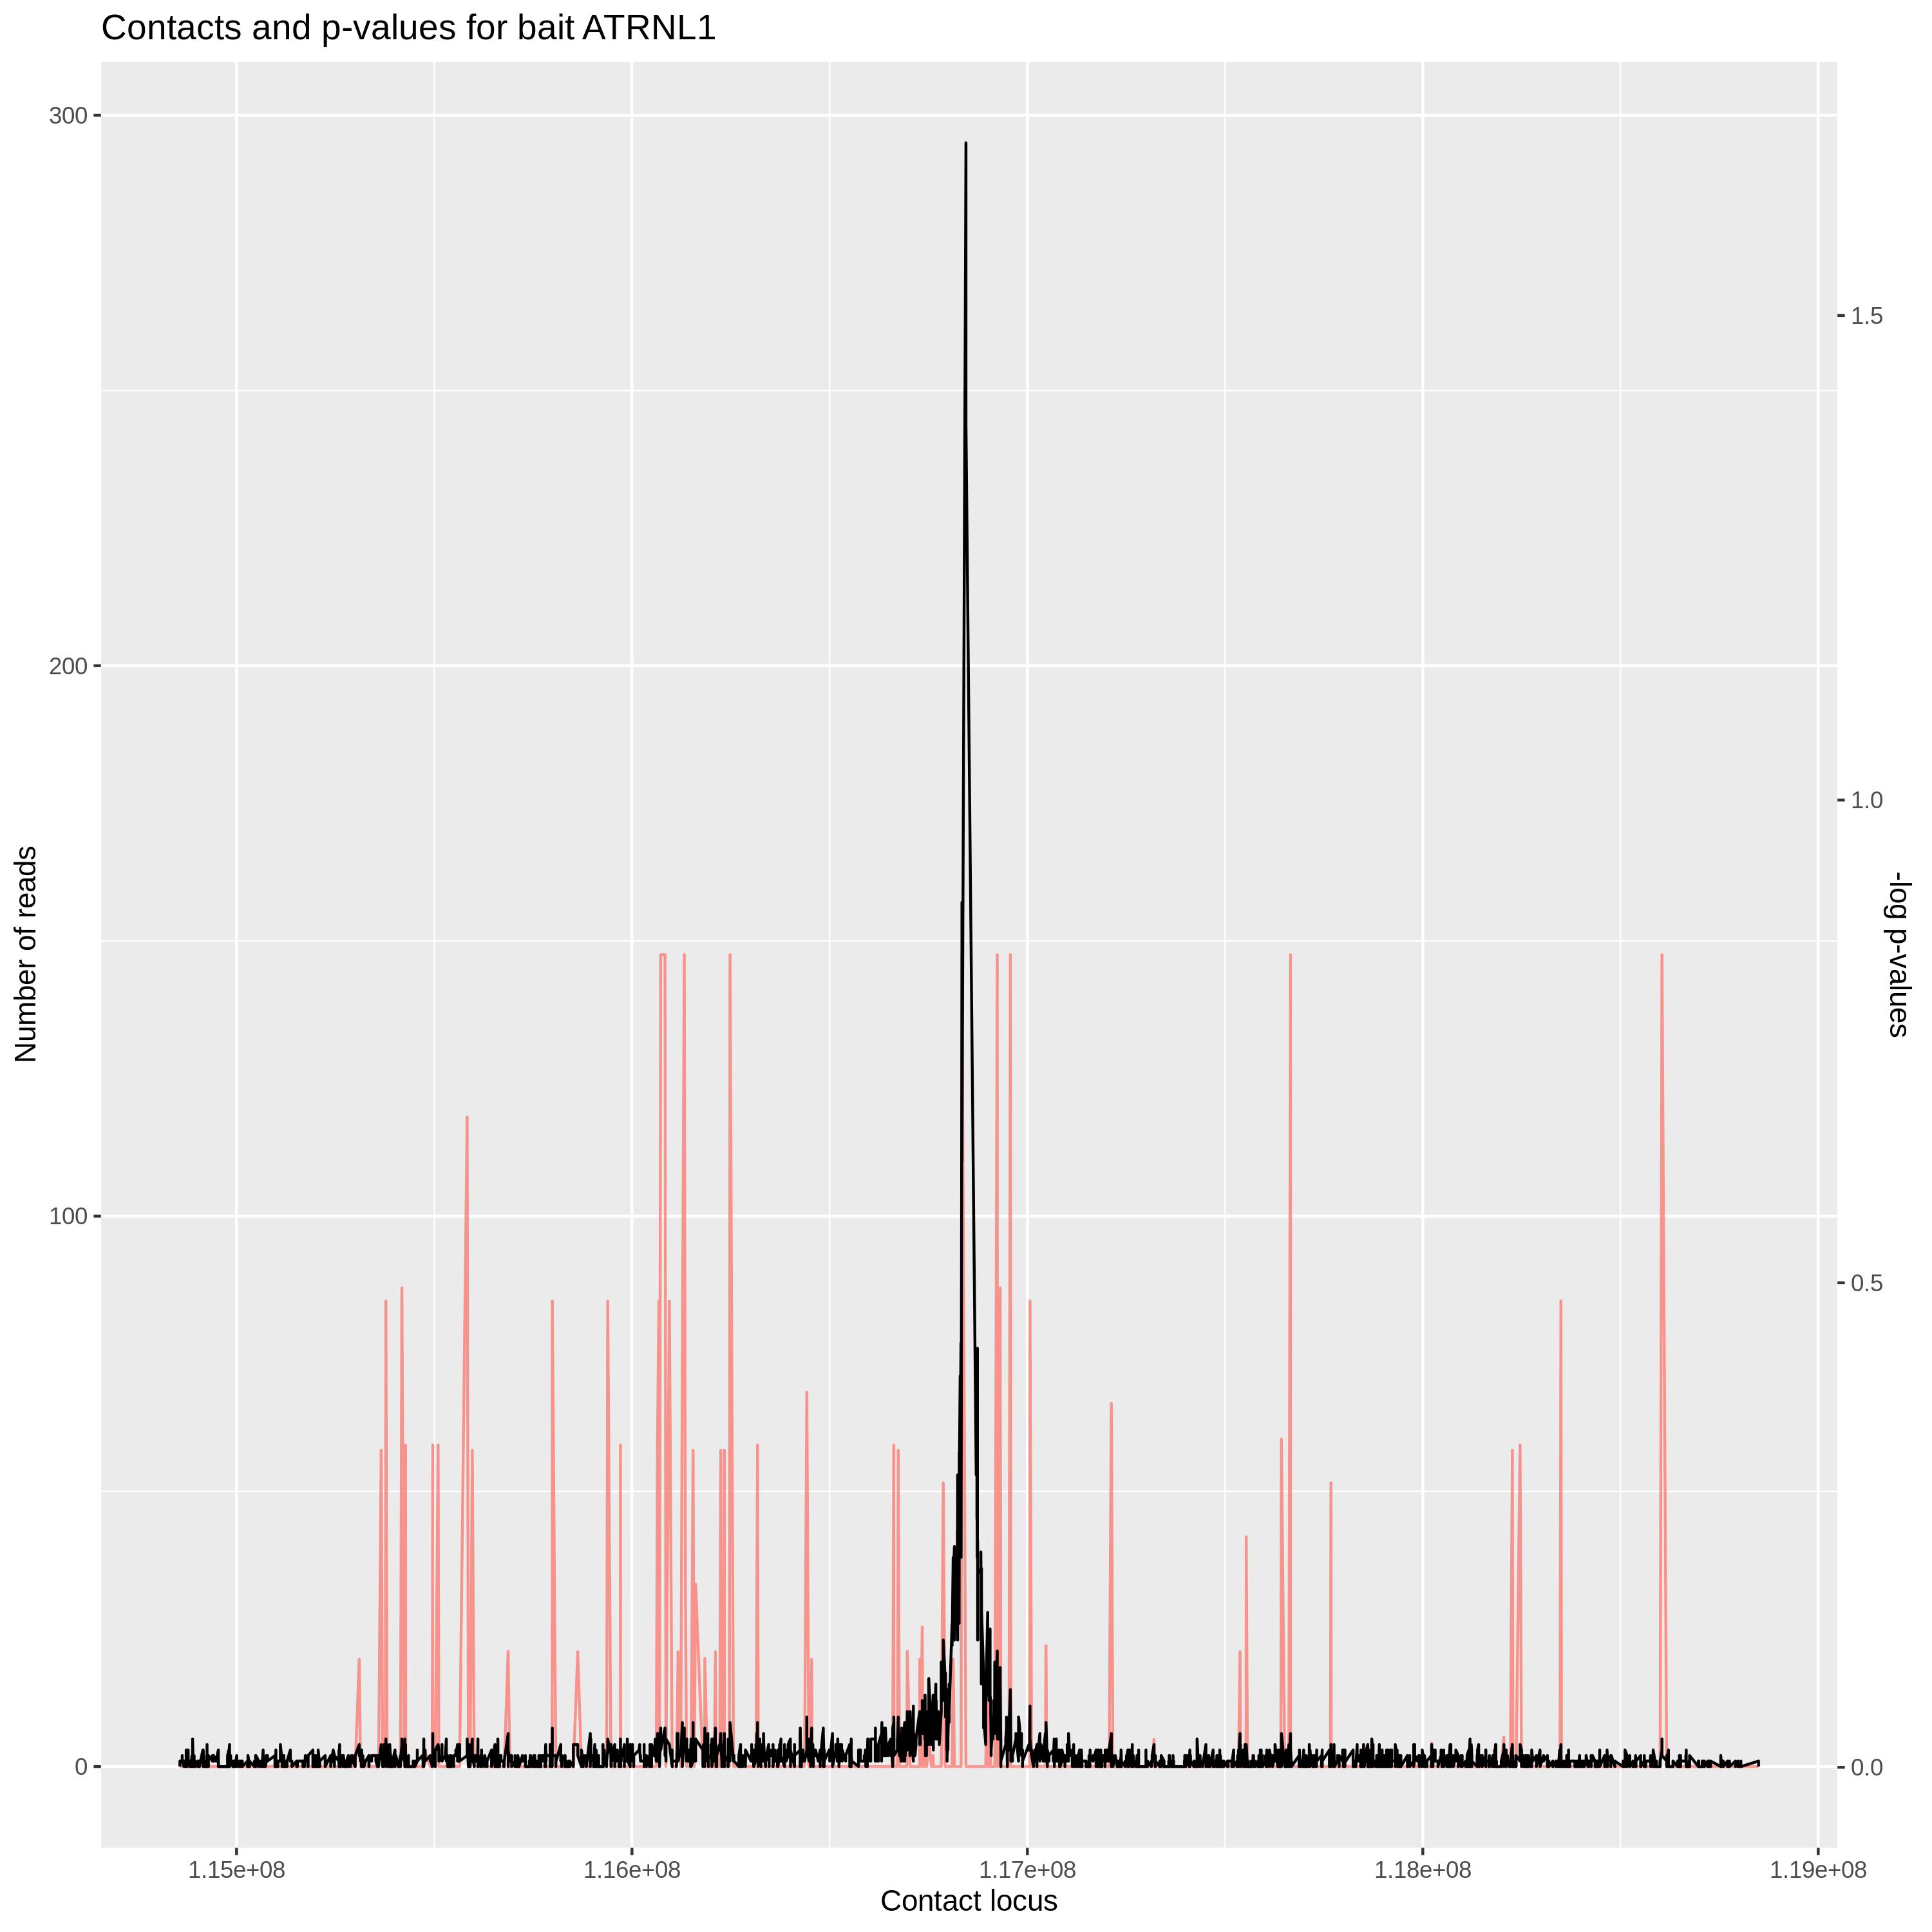 Contacts and p-values for bait ATRNL1
300
200
100
0
Number of reads
1.5
1.0
0.5
0.0
-log p-values
1.15e+08
1.16e+08
1.17e+08
1.18e+08
1.19e+08
Contact locus